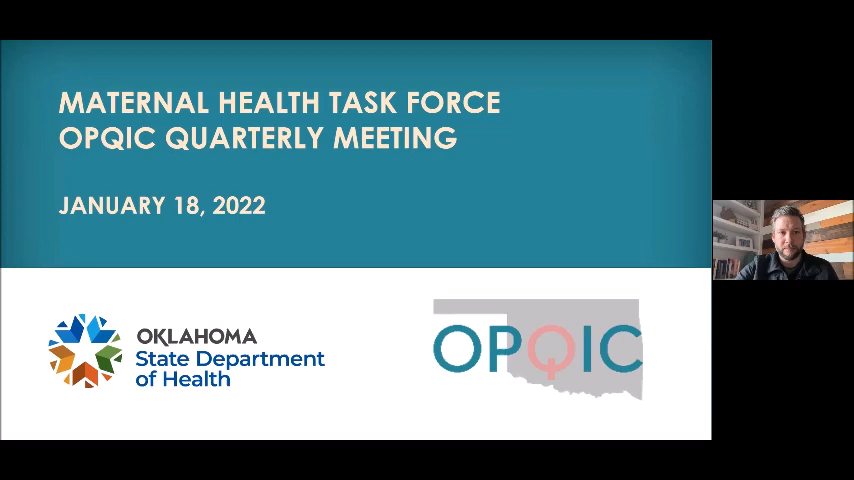 MATERNAL HEALTH TASK FORCE
OPQIC QUARTERLY MEETING
JANUARY 18, 2022
OKLAHOMA
State Department
of Health
OPQIC